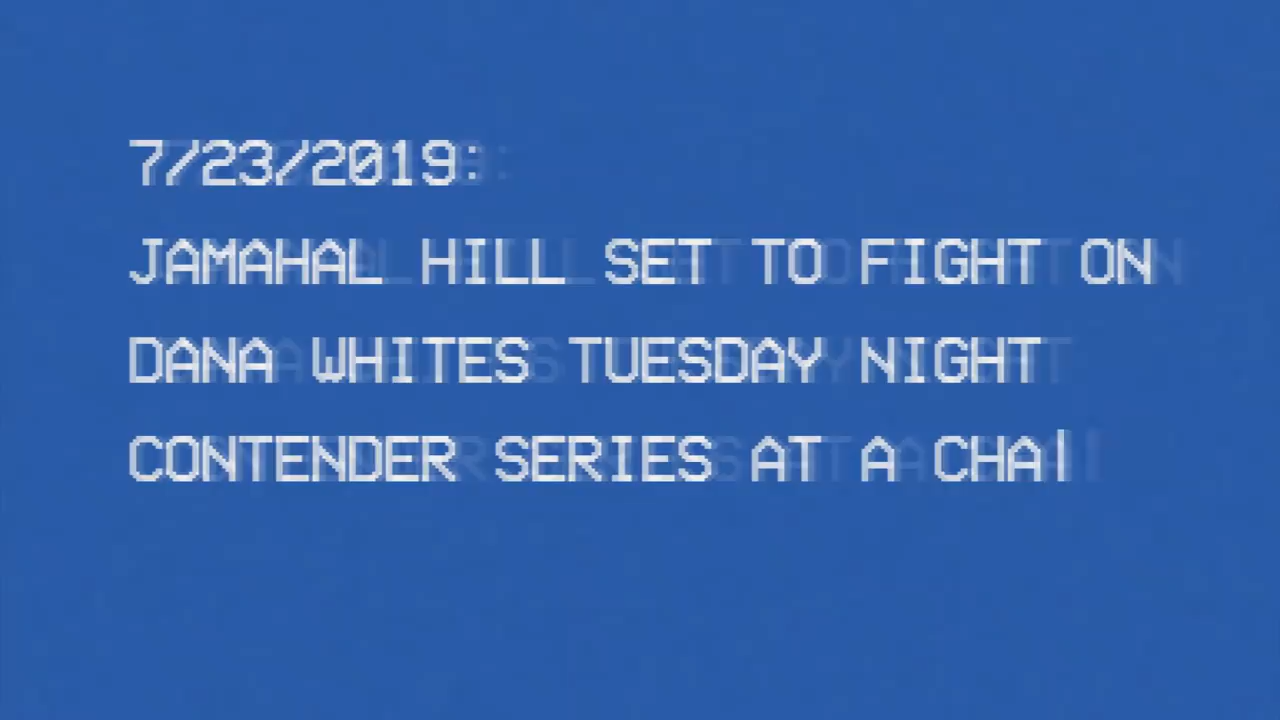 7/23/2019:
JAMAHAL HILL SET TO FIGHT ON
DANA WHITES TUESDAY NIGHT
CONTENDER SERIES AT A CHA